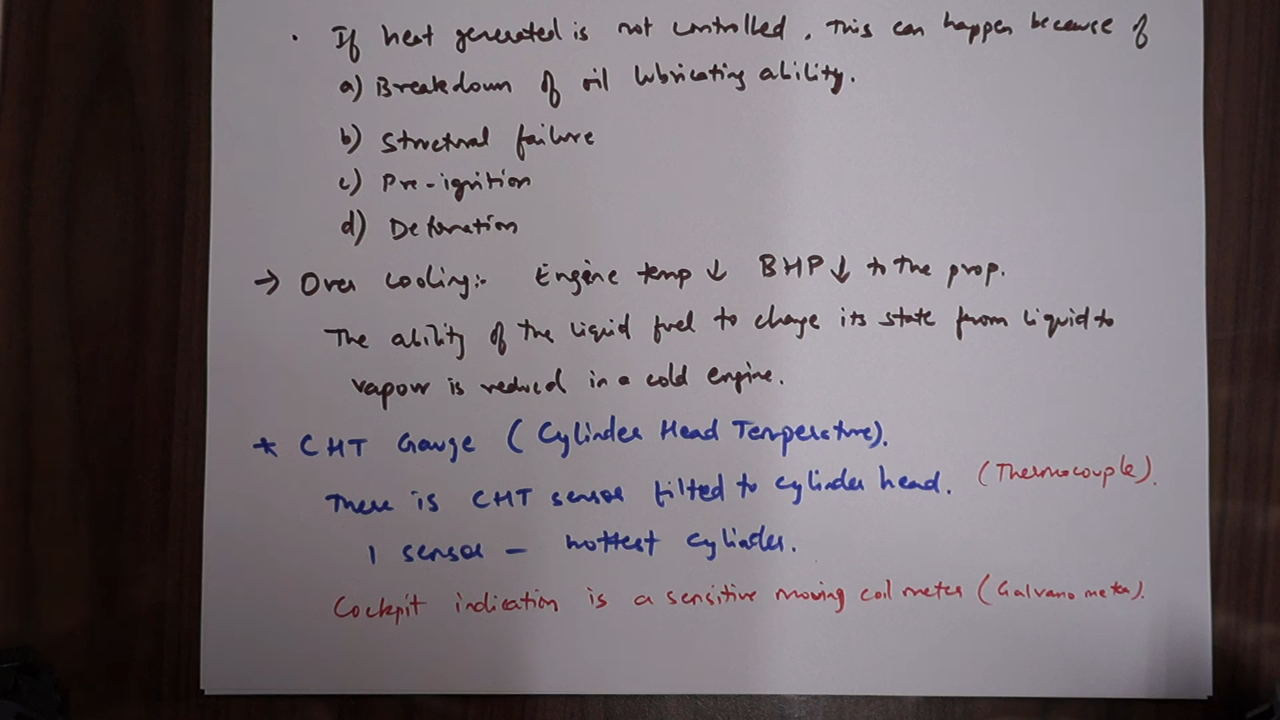 · If heat generated is not controlled, this can happen because of
a) Breakdown of oil lubricating ability.
b) Structural failure
c) Pre-ignition
d) Detonation
→ Over cooling:- Engine temp ↓ BHP ↓ to the prop.
The ability of the liquid fuel to change its state from liquid to
vapour is reduced in a cold engine.
* CHT Gauge (Cylinder Head Temperature).
There is CHT sensor fitted to cylinder head. (Thermocouple).
1 sensor - hottest cylinder.
Cockpit indication is a sensitive moving coil meter (Galvanometer).